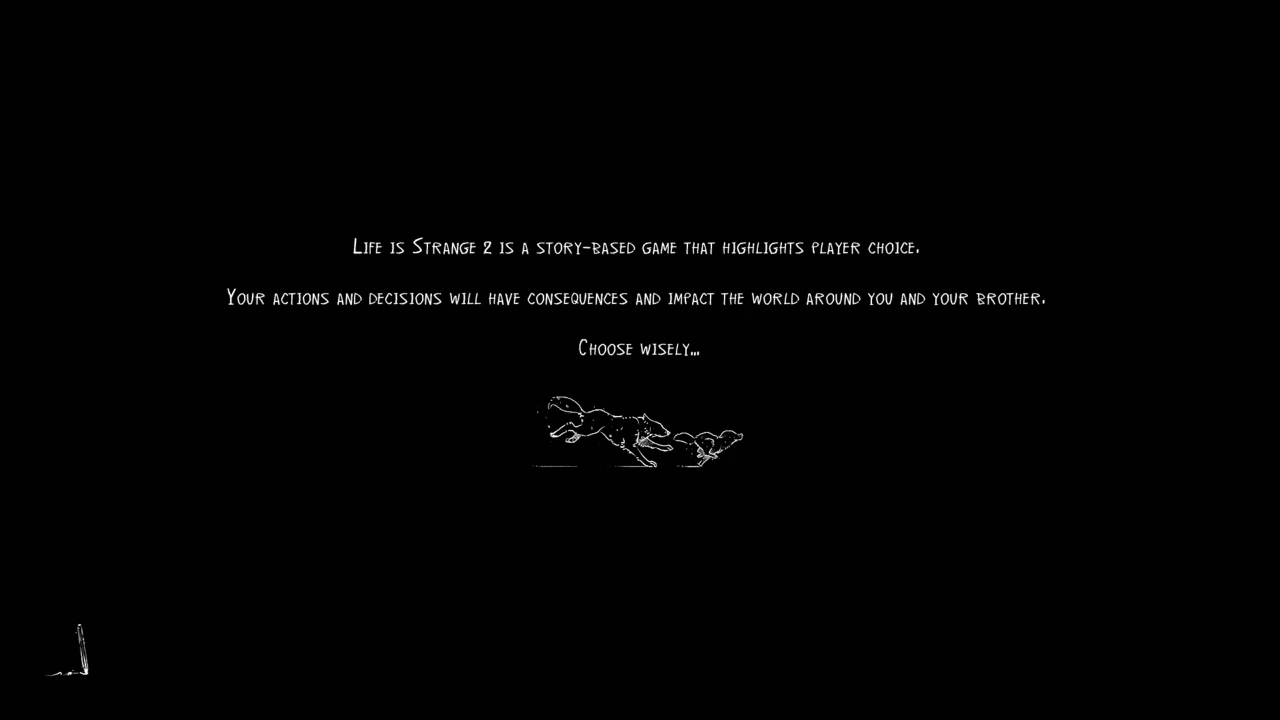 Life is Strange 2 is a story-based game that highlights player choice.
Your actions and decisions will have consequences and impact the world around you and your brother.
Choose wisely...